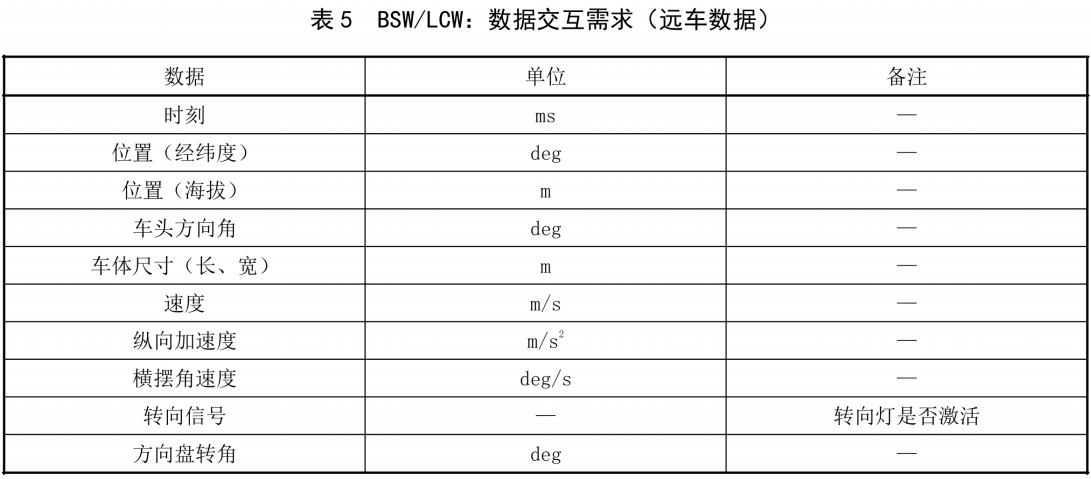 表 5 BSW/LCW：数据交互需求（远车数据）
数据 单位 备注
时刻 ms —
位置（经纬度） deg —
位置（海拔） m —
车头方向角 deg —
车体尺寸（长、宽） m —
速度 m/s —
纵向加速度 m/s² —
横摆角速度 deg/s —
转向信号 — 转向灯是否激活
方向盘转角 deg —